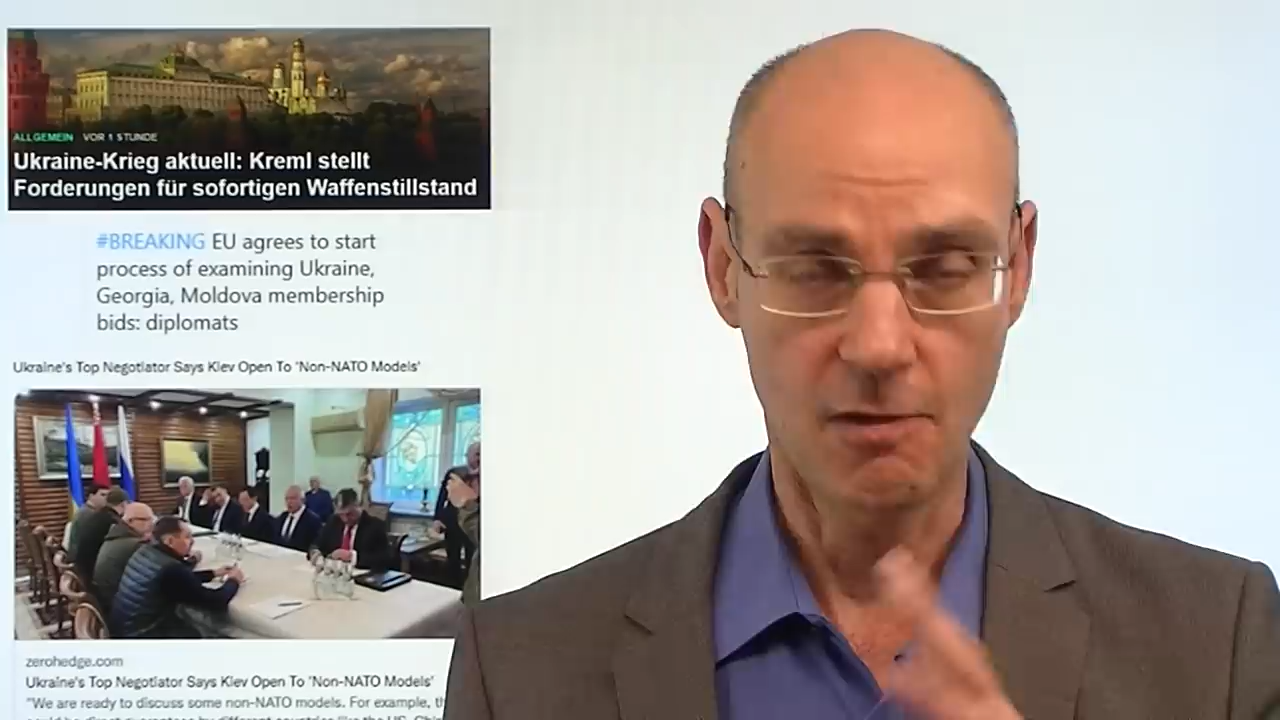 ALLGEMEIN VOR 1 STUNDE
Ukraine-Krieg aktuell: Kreml stellt
Forderungen für sofortigen Waffenstillstand
#BREAKING EU agrees to start
process of examining Ukraine,
Georgia, Moldova membership
bids: diplomats
Ukraine's Top Negotiator Says Kiev Open To 'Non-NATO Models'
zerohedge.com
Ukraine's Top Negotiator Says Kiev Open To 'Non-NATO Models'
"We are ready to discuss some non-NATO models. For example,